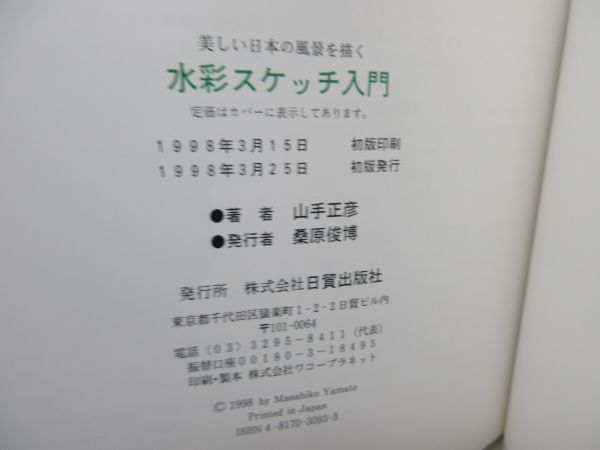 美しい日本の風景を描く
水彩スケッチ入門
定価はカバーに表示してあります。
1998年3月15日 初版印刷
1998年3月25日 初版発行
●著 者 山手正彦
●発行者 桑原俊博
発行所 株式会社日貿出版社
東京都千代田区猿楽町1-2-2日貿ビル内
〒101-0064
電話〈03〉3295-8411（代表）
振替口座00180-3-18495
印刷・製本 株式会社ワコープラネット
© 1998 by Masahiko Yamate
Printed in Japan
ISBN4-8170-3093-3